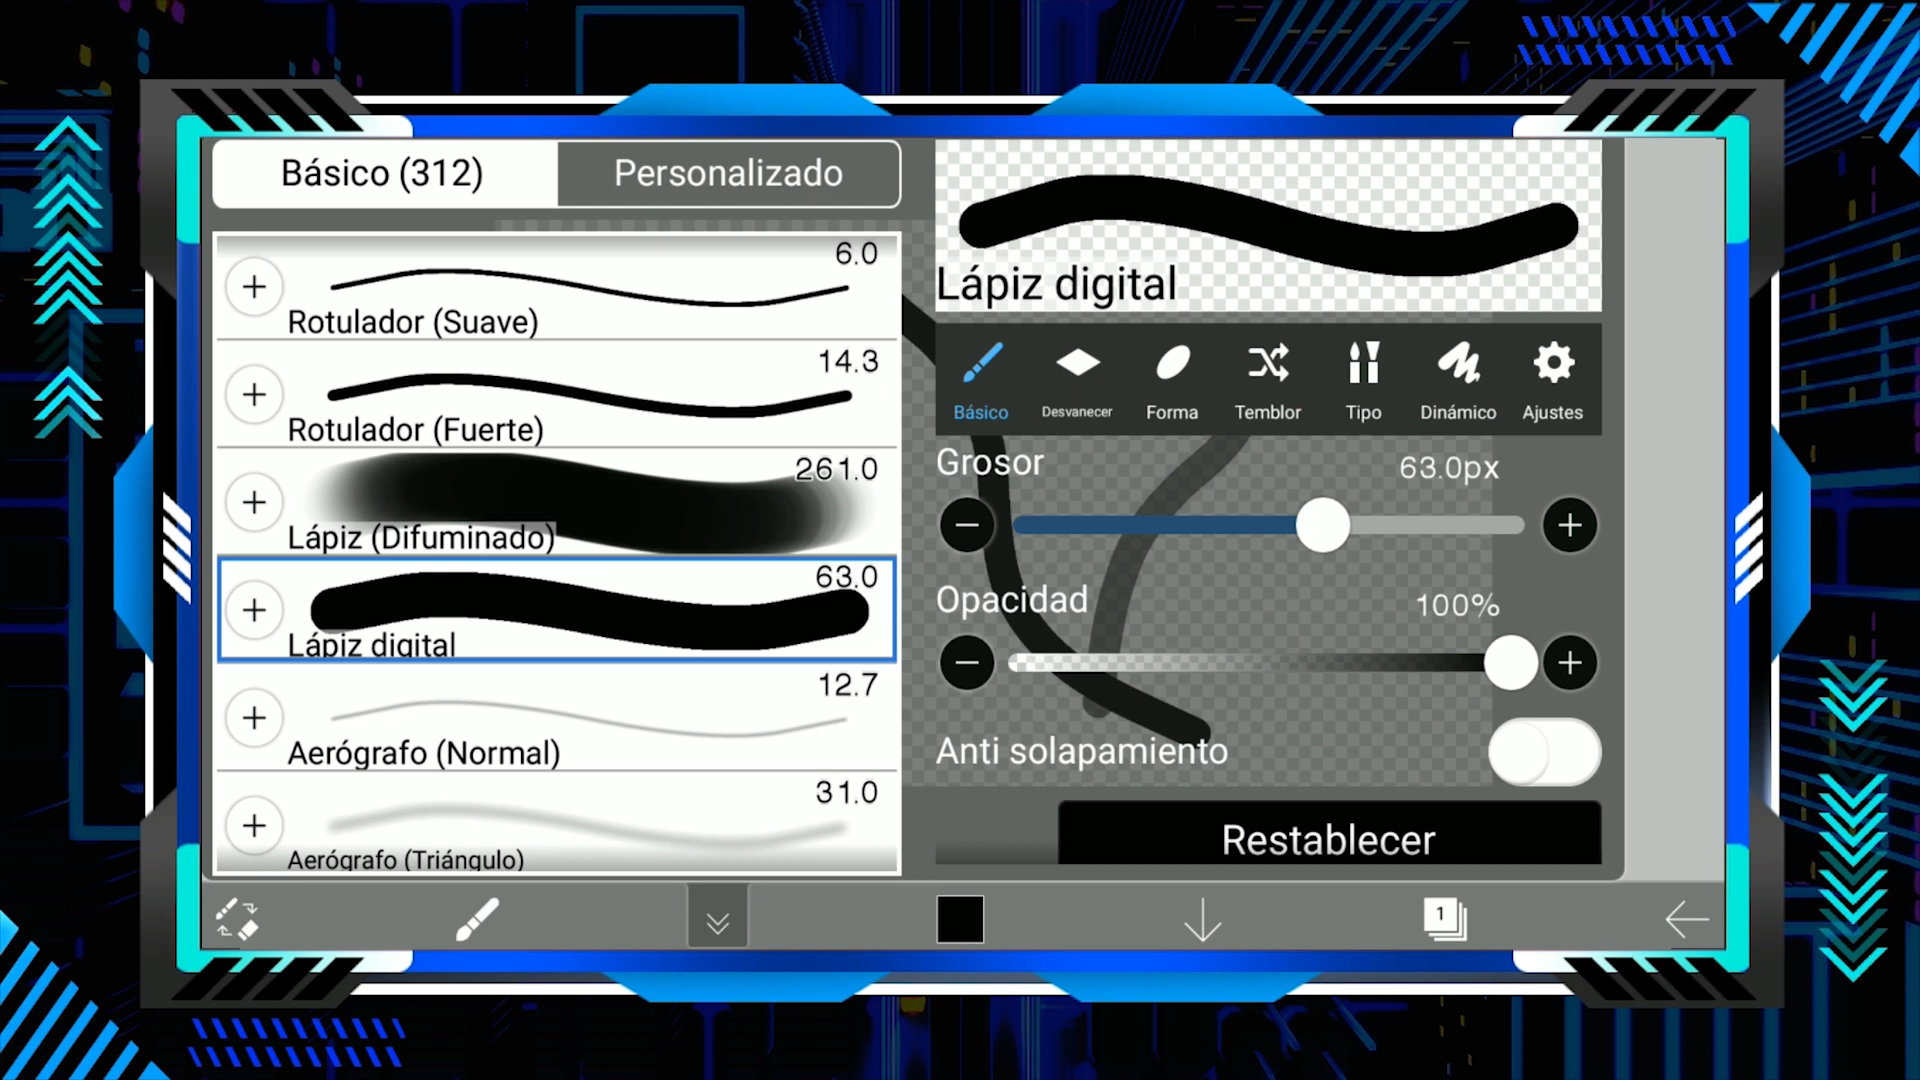 Básico (312)
Personalizado
6.0
Rotulador (Suave)
14.3
Rotulador (Fuerte)
261.0
Lápiz (Difuminado)
63.0
Lápiz digital
12.7
Aerógrafo (Normal)
31.0
Aerógrafo (Triángulo)
Lápiz digital
Básico
Desvanecer
Forma
Temblor
Tipo
Dinámico
Ajustes
Grosor
63.0px
Opacidad
100%
Anti solapamiento
Restablecer
1